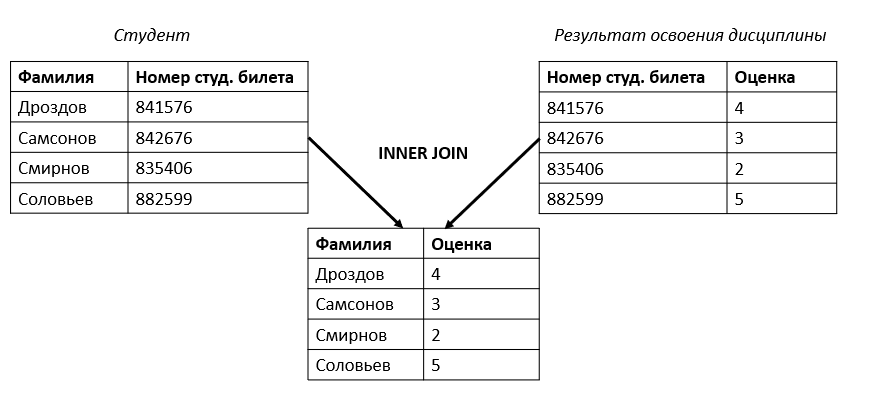 Студент
Фамилия Номер студ. билета
Дроздов 841576
Самсонов 842676
Смирнов 835406
Соловьев 882599
Результат освоения дисциплины
Номер студ. билета Оценка
841576 4
842676 3
835406 2
882599 5
INNER JOIN
Фамилия Оценка
Дроздов 4
Самсонов 3
Смирнов 2
Соловьев 5